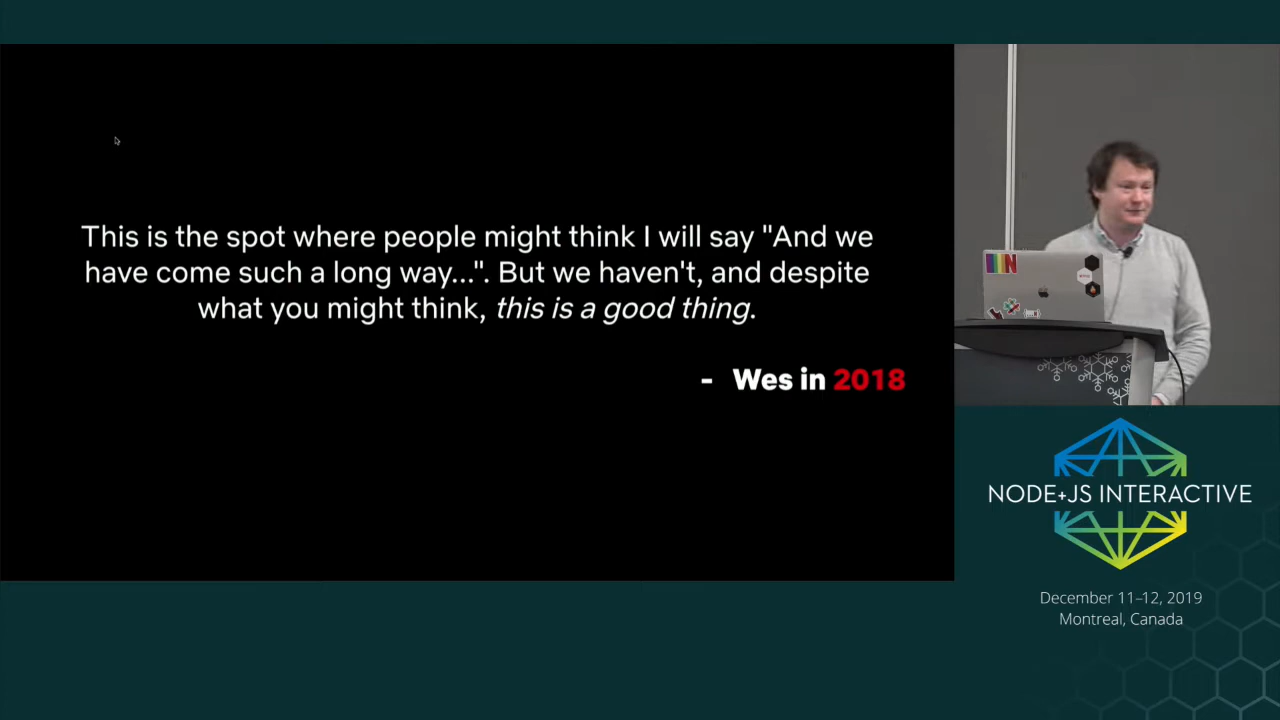 This is the spot where people might think I will say "And we
have come such a long way...". But we haven't, and despite
what you might think, this is a good thing.
- Wes in 2018
NODE+JS INTERACTIVE
December 11–12, 2019
Montreal, Canada